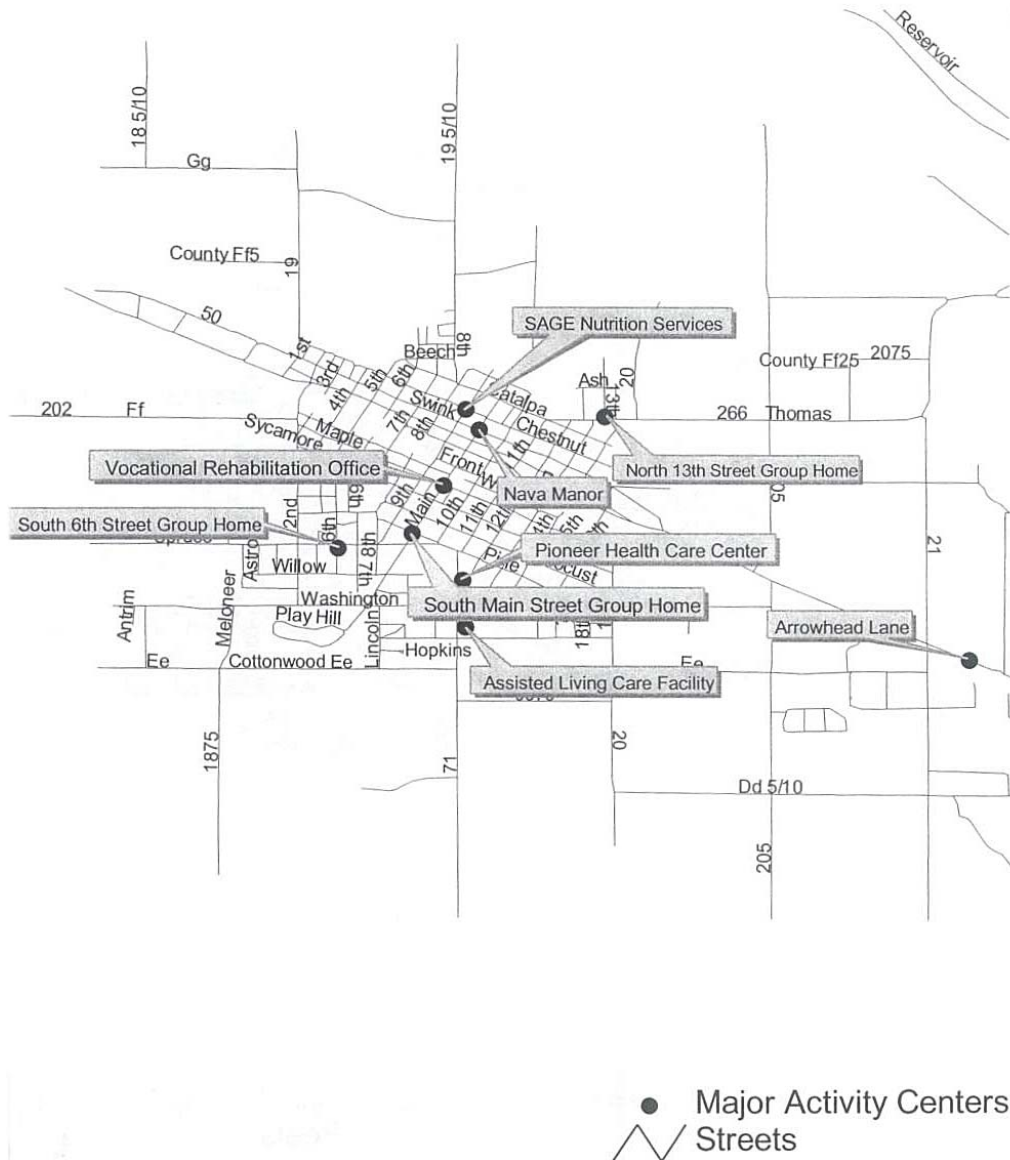 Reservoir
18 5/10
19 5/10
Gg
County Ff5
19
50
SAGE Nutrition Services
1st
3rd
4th
5th
6th
Beech
8th
County Ff25
2075
Ash
20
13th
Catalpa
Swink
202
Ff
Sycamore
Maple
7th
8th
Chestnut
266
Thomas
Front
11th
Vocational Rehabilitation Office
North 13th Street Group Home
Nava Manor
2nd
6th
9th
Main
10th
11th
12th
21
South 6th Street Group Home
6th
Pioneer Health Care Center
Willow
7th
Washington
South Main Street Group Home
Antrim
Meloneer
Play Hill
Lincoln
18th
Arrowhead Lane
Hopkins
Ee
Cottonwood Ee
Ee
Assisted Living Care Facility
1875
71
20
Dd 5/10
205
Major Activity Centers
Streets